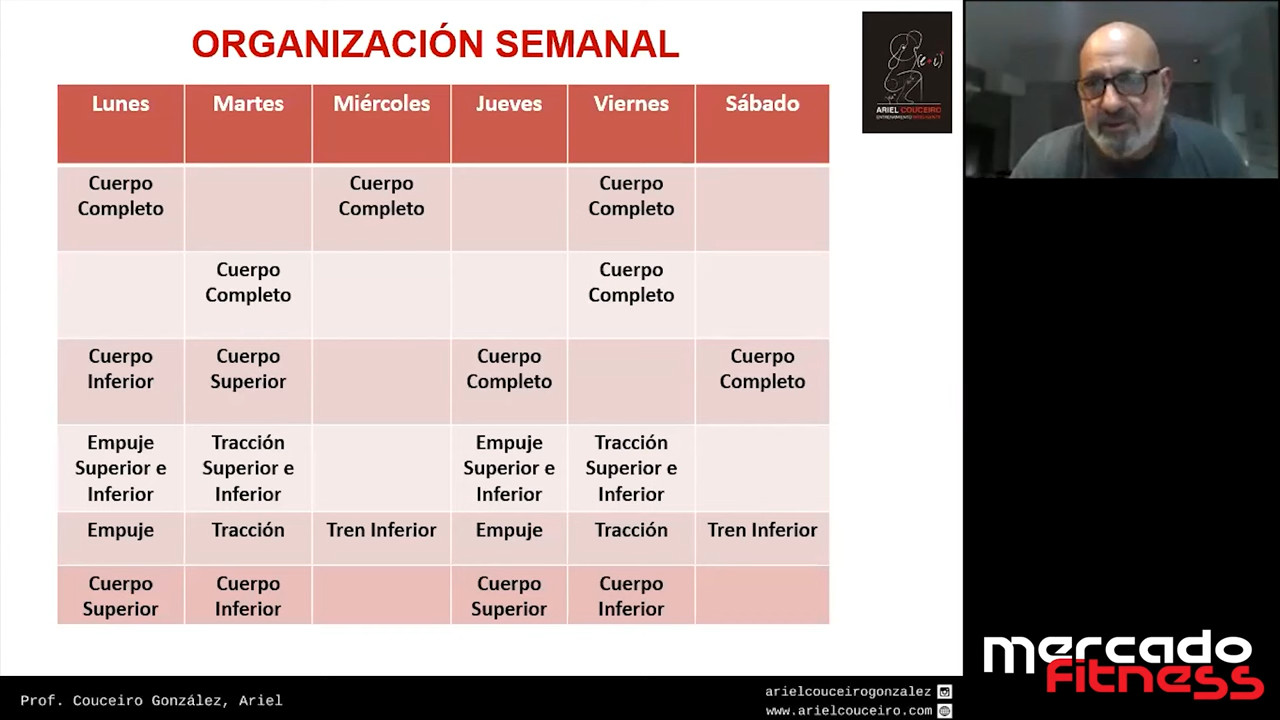 ORGANIZACIÓN SEMANAL
Lunes Martes Miércoles Jueves Viernes Sábado
Cuerpo Completo
Cuerpo Completo
Cuerpo Completo
Cuerpo Completo
Cuerpo Completo
Cuerpo Inferior
Cuerpo Superior
Cuerpo Completo
Cuerpo Completo
Empuje Superior e Inferior
Tracción Superior e Inferior
Empuje Superior e Inferior
Tracción Superior e Inferior
Empuje Tracción Tren Inferior Empuje Tracción Tren Inferior
Cuerpo Superior
Cuerpo Inferior
Cuerpo Superior
Cuerpo Inferior
(e+i)
ARIEL COUCEIRO
ENTRENAMIENTO INTELIGENTE
mercado
fitness
Prof. Couceiro González, Ariel
arielcouceirogonzalez
www.arielcouceiro.com